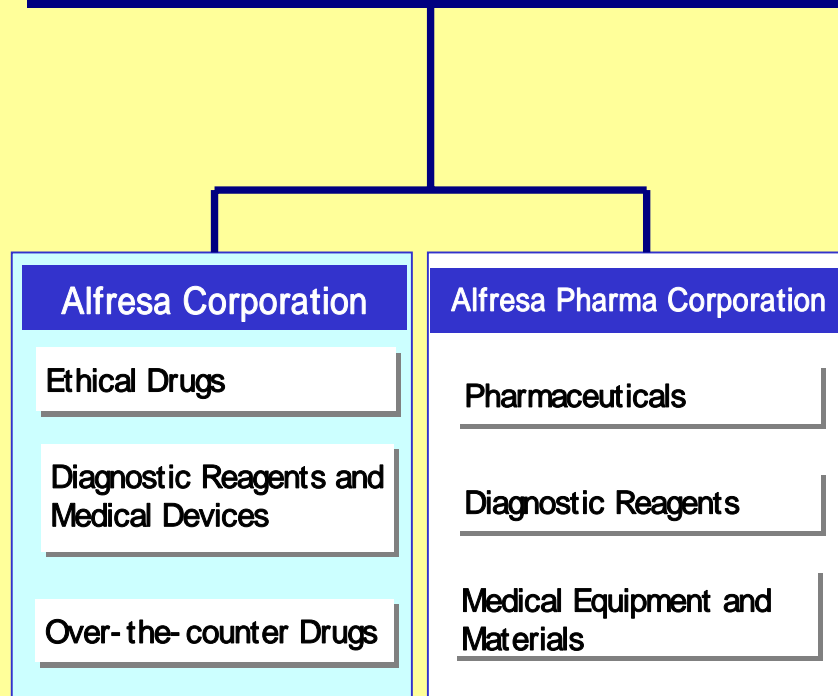 Alfresa Corporation
Ethical Drugs
Diagnostic Reagents and
Medical Devices
Over-the-counter Drugs
Alfresa Pharma Corporation
Pharmaceuticals
Diagnostic Reagents
Medical Equipment and
Materials